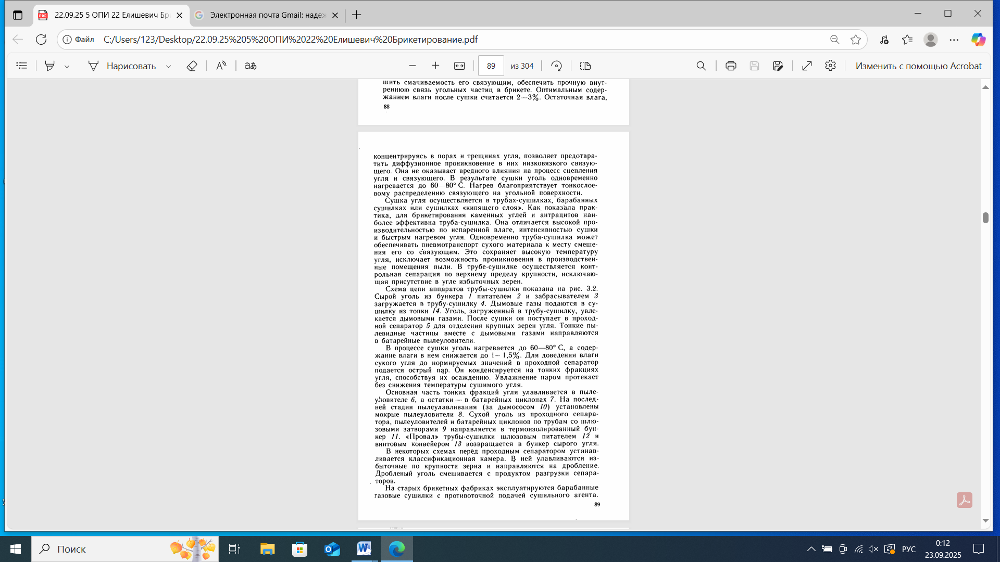 22.09.25 5 ОПИ 22 Елишевич Бри
Электронная почта Gmail: надеж
Файл
C:/Users/123/Desktop/22.09.25%205%20ОПИ%2022%20Елишевич%20Брикетирование.pdf
Нарисовать
аあ
89
из 304
Изменить с помощью Acrobat
шить смачиваемость его связующим, обеспечить прочную внут-
реннюю связь угольных частиц в брикете. Оптимальным содер-
жанием влаги после сушки считается 2—3%. Остаточная влага,
88
концентрируясь в порах и трещинах угля, позволяет предотвра-
тить диффузионное проникновение в них низковязкого связую-
щего. Она не оказывает вредного влияния на процесс сцепления
угля и связующего. В результате сушки уголь одновременно
нагревается до 60—80° С. Нагрев благоприятствует тонкослое-
вому распределению связующего на угольной поверхности.
Сушка угля осуществляется в трубах-сушилках, барабанных
сушилках или сушилках «кипящего слоя». Как показала прак-
тика, для брикетирования каменных углей и антрацитов наи-
более эффективна труба-сушилка. Она отличается высокой про-
изводительностью по испаренной влаге, интенсивностью сушки
и быстрым нагревом угля. Одновременно труба-сушилка может
обеспечивать пневмотранспорт сухого материала к месту смеше-
ния его со связующим. Это сохраняет высокую температуру
угля, исключает возможность проникновения в производствен-
ные помещения пыли. В трубе-сушилке осуществляется конт-
рольная сепарация по верхнему пределу крупности, исключаю-
щая присутствие в угле избыточных зерен.
Схема цепи аппаратов трубы-сушилки показана на рис. 3.2.
Сырой уголь из бункера 1 питателем 2 и забрасывателем 3
загружается в трубу-сушилку 4. Дымовые газы подаются в су-
шилку из топки 14. Уголь, загруженный в трубу-сушилку, увле-
кается дымовыми газами. После сушки он поступает в проход-
ной сепаратор 5 для отделения крупных зерен угля. Тонкие пы-
левидные частицы вместе с дымовыми газами направляются
в батарейные пылеуловители.
В процессе сушки уголь нагревается до 60—80° С, а содер-
жание влаги в нем снижается до 1—1,5%. Для доведения влаги
сухого угля до нормируемых значений в проходной сепаратор
подается острый пар. Он конденсируется на тонких фракциях
угля, способствуя их осаждению. Увлажнение паром протекает
без снижения температуры сушимого угля.
Основная часть тонких фракций угля улавливается в пыле-
уловителе 6, а остатки — в батарейных циклонах 7. На послед-
ней стадии пылеулавливания (за дымососом 10) установлены
мокрые пылеуловители 8. Сухой уголь из проходного сепара-
тора, пылеуловителей и батарейных циклонов по трубам со шлю-
зовыми затворами 9 направляется в термоизолированный бун-
кер 11. «Провал» трубы-сушилки шлюзовым питателем 12 и
винтовым конвейером 13 возвращается в бункер сырого угля.
В некоторых схемах перед проходным сепаратором устанав-
ливается классификационная камера. В ней улавливаются из-
быточные по крупности зерна и направляются на дробление.
Дробленый уголь смешивается с продуктом разгрузки сепара-
торов.
На старых брикетных фабриках эксплуатируются барабанные
газовые сушилки с противоточной подачей сушильного агента.
89
Поиск
РУС
0:12
23.09.2025